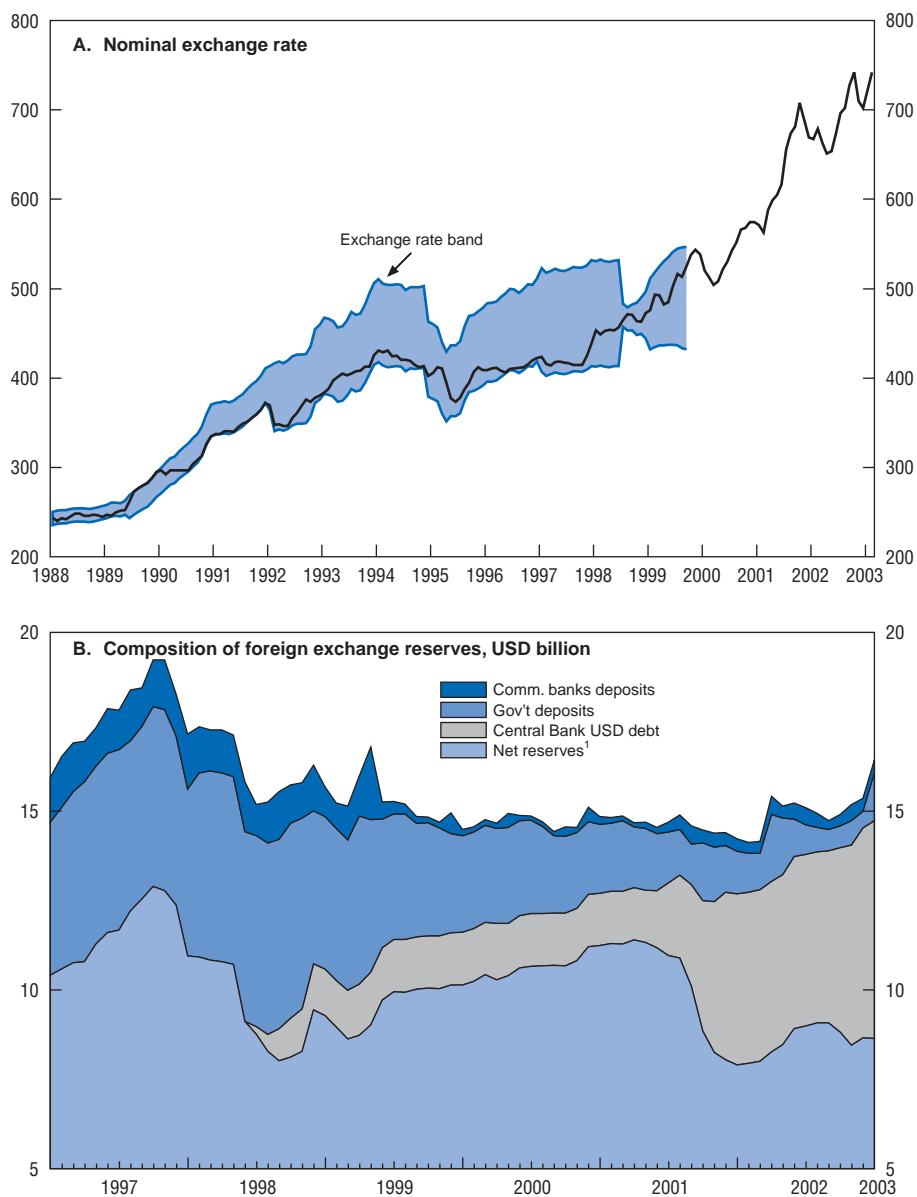 A. Nominal exchange rate
800 800
700 700
600 600
Exchange rate band
500 500
400 400
300 300
200 200
1988 1989 1990 1991 1992 1993 1994 1995 1996 1997 1998 1999 2000 2001 2002 2003
20 20
B. Composition of foreign exchange reserves, USD billion
Comm. banks deposits
Gov't deposits
Central Bank USD debt
Net reserves1
15 15
10 10
5 5
1997 1998 1999 2000 2001 2002 2003